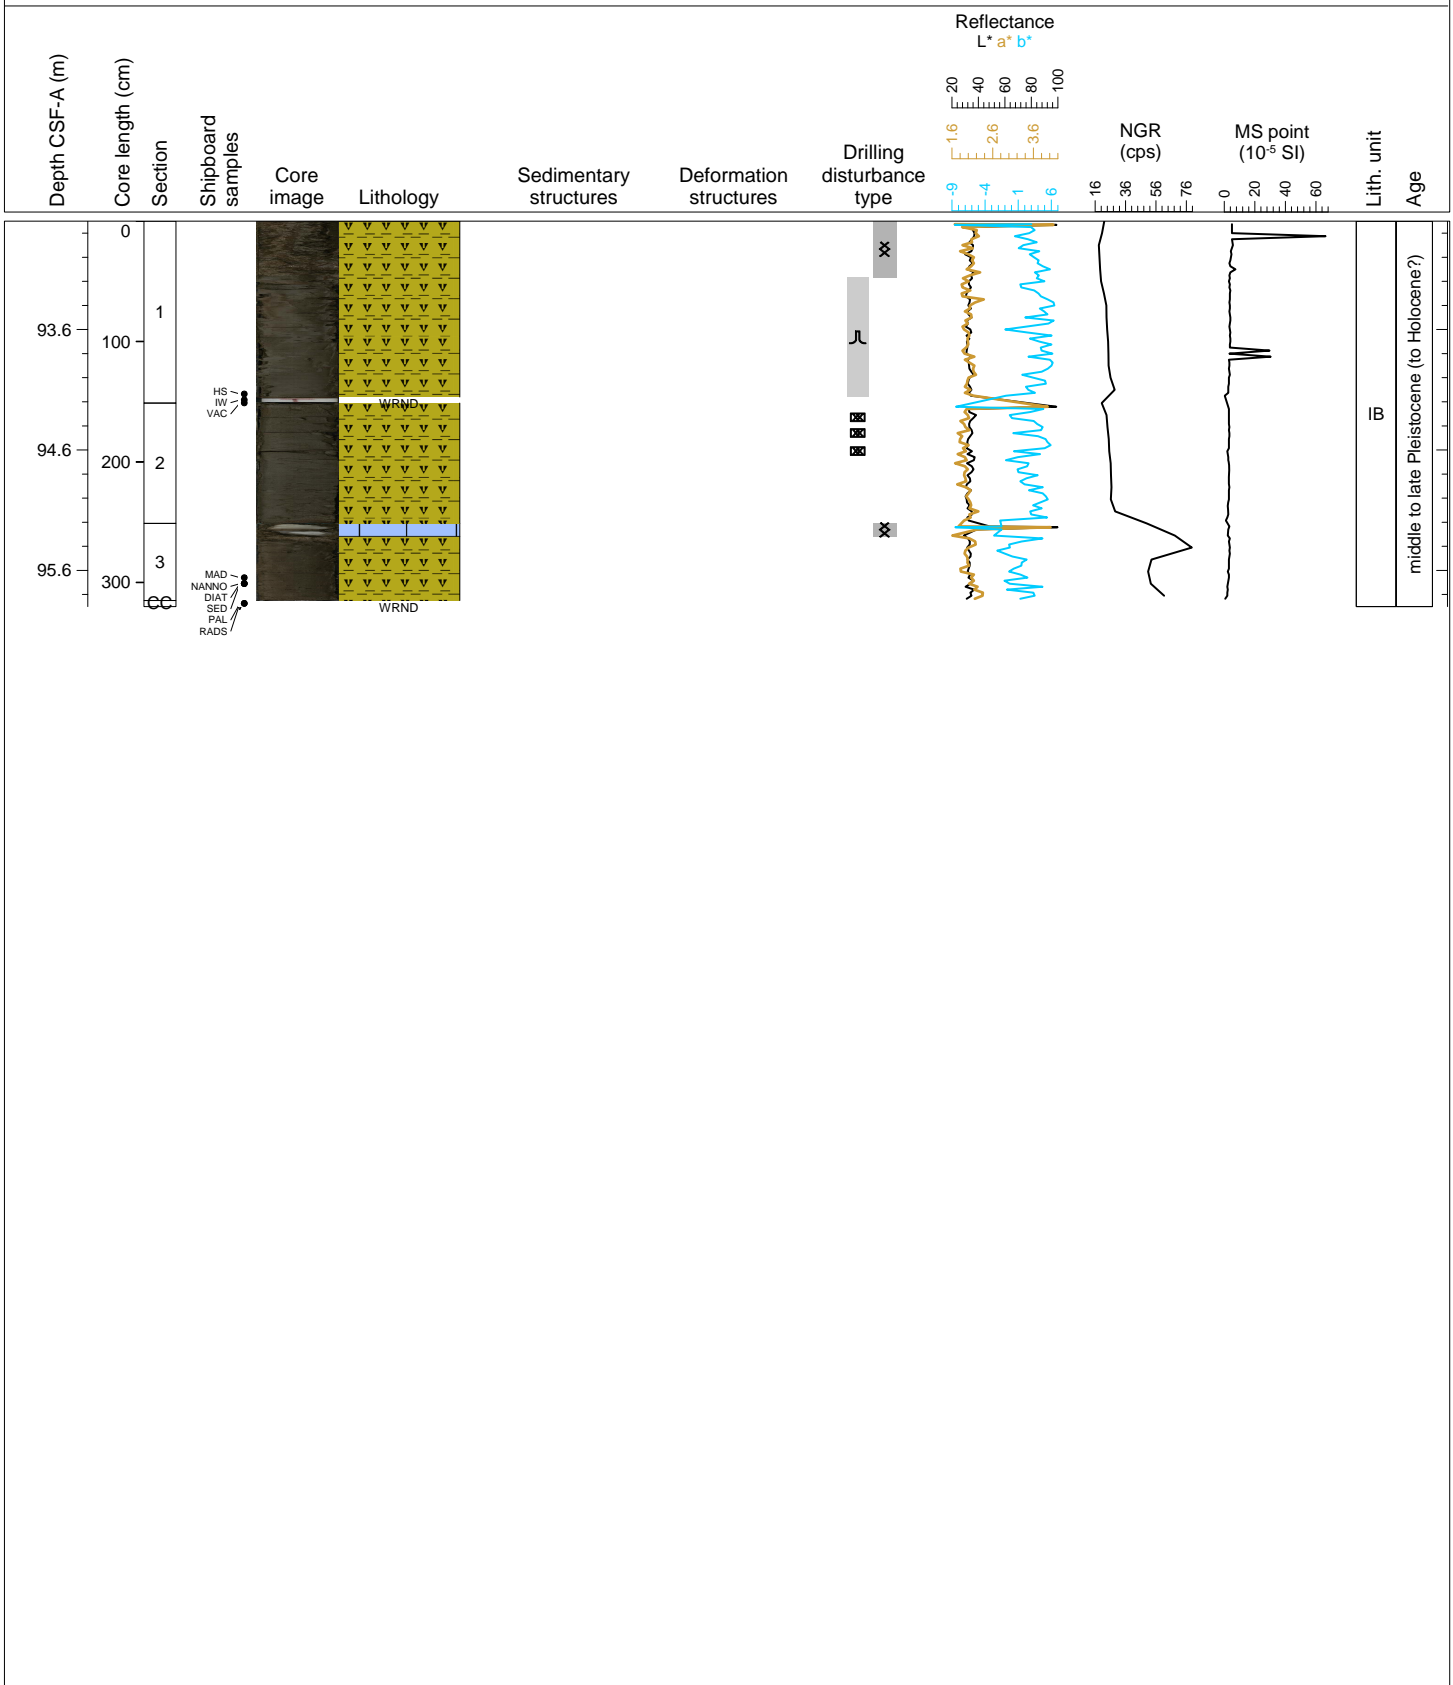 Reflectance
L* a* b*
Depth CSF-A (m)
Core length (cm)
Section
Shipboard
samples
Core
image
Lithology
Sedimentary
structures
Deformation
structures
Drilling
disturbance
type
20 40 60 80 100
1.6 2.6 3.6
-9 -4 1 6
NGR
(cps)
16 36 56 76
MS point
(10-5 SI)
0 20 40 60
Lith. unit
Age
0
1
93.6
100
HS
IW
VAC
WRND
94.6
200
2
3
95.6
300
CC
MAD
NANNO
DIAT
SED
PAL
RADS
WRND
IB
middle to late Pleistocene (to Holocene?)